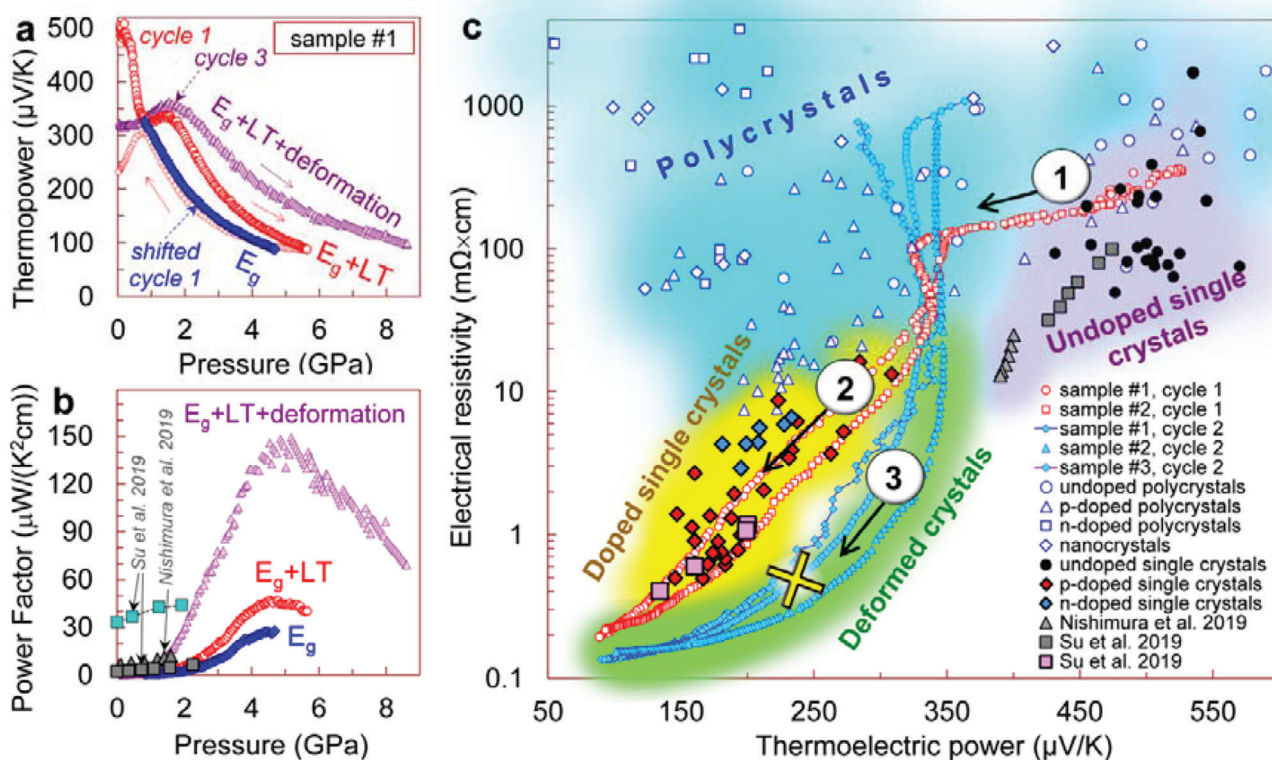 a
500
400
300
200
100
0
Thermopower (µV/K)
cycle 1
sample #1
cycle 3
Eg+LT+deformation
shifted
cycle 1
Eg
Eg+LT
0 2 4 6 8
Pressure (GPa)
b
150
120
90
60
30
0
Power Factor (µW/(K²cm))
Eg+LT+deformation
Su et al. 2019
Nishimura et al. 2019
Eg+LT
Eg
0 2 4 6 8
Pressure (GPa)
c
1000
100
10
1
0.1
Electrical resistivity (mΩ×cm)
Polycrystals
1
Undoped single
crystals
Doped single crystals
2
3
Deformed crystals
sample #1, cycle 1
sample #2, cycle 1
sample #1, cycle 2
sample #2, cycle 2
sample #3, cycle 2
undoped polycrystals
p-doped polycrystals
n-doped polycrystals
nanocrystals
undoped single crystals
p-doped single crystals
n-doped single crystals
Nishimura et al. 2019
Su et al. 2019
Su et al. 2019
50 150 250 350 450 550
Thermoelectric power (µV/K)